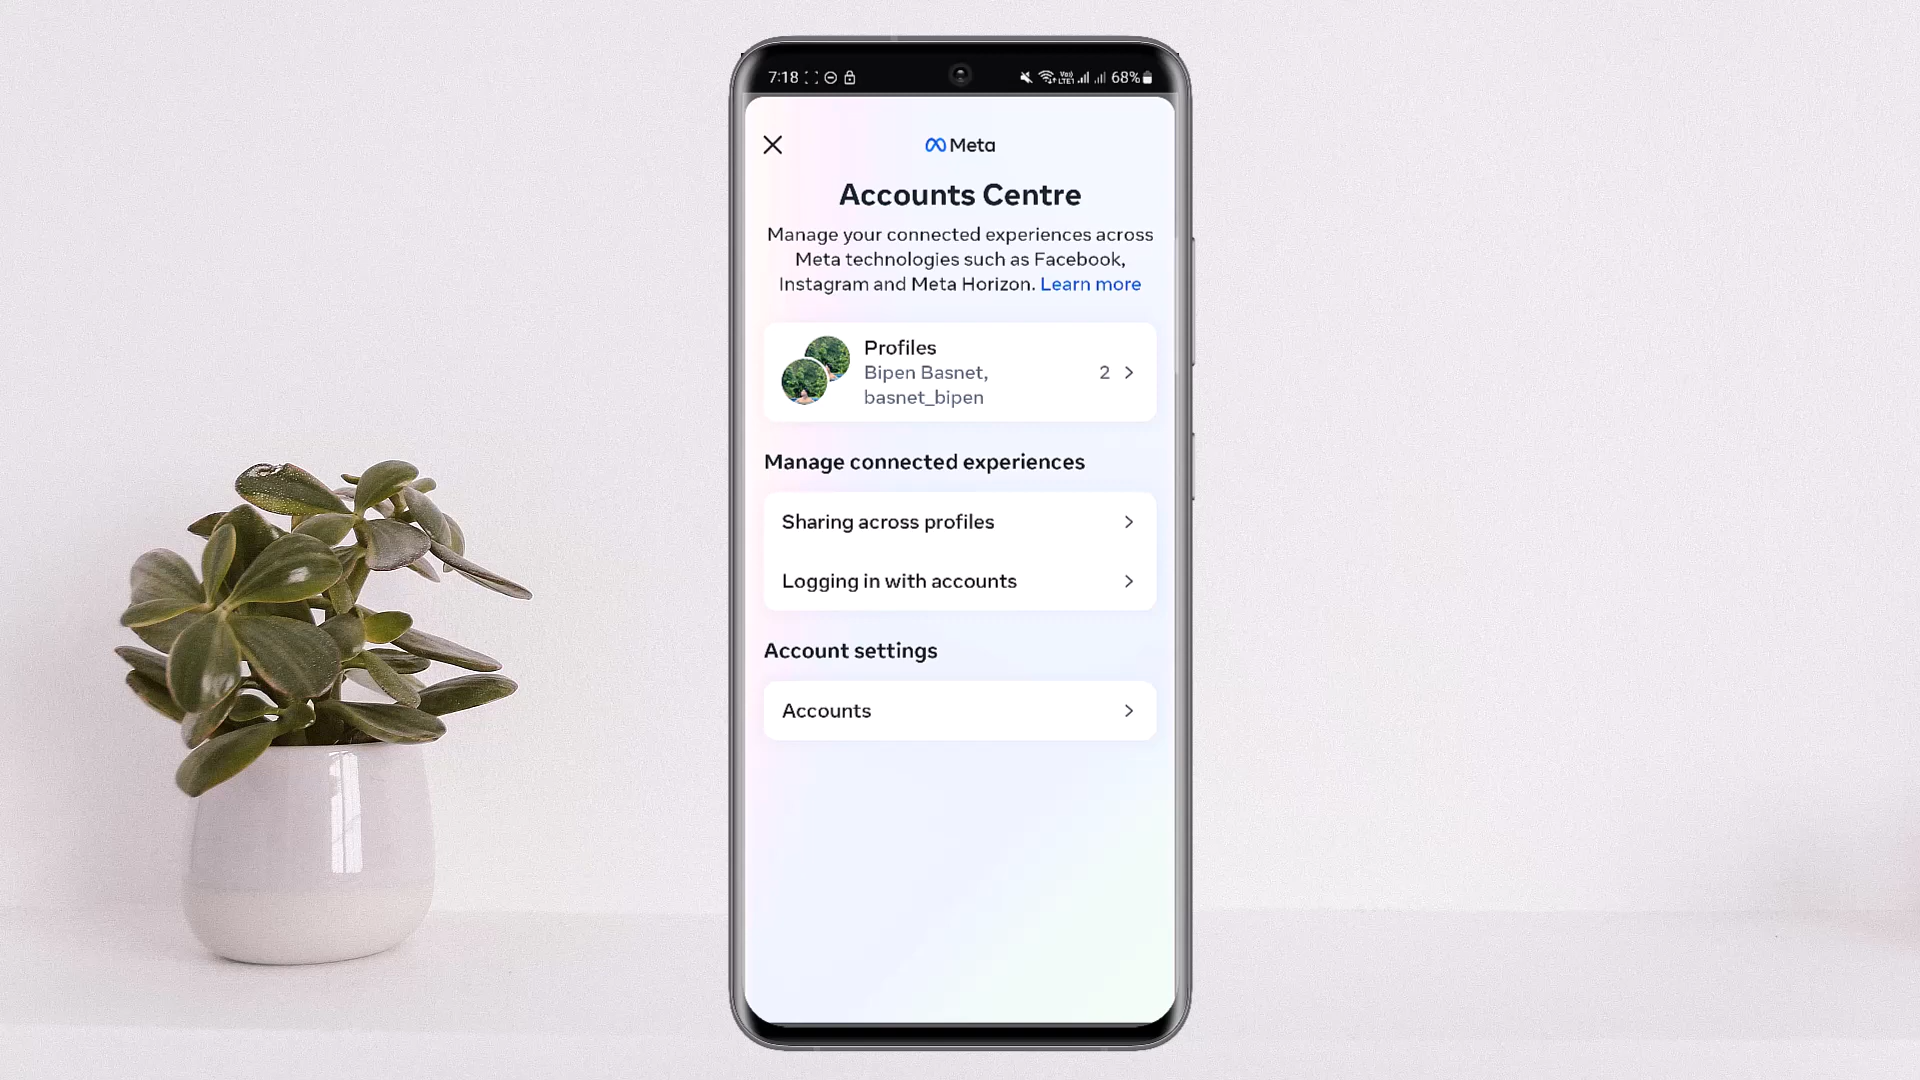 7:18
Vo))
LTE1
68%
Meta
Accounts Centre
Manage your connected experiences across
Meta technologies such as Facebook,
Instagram and Meta Horizon. Learn more
Profiles
Bipen Basnet,
basnet_bipen
2
Manage connected experiences
Sharing across profiles
Logging in with accounts
Account settings
Accounts